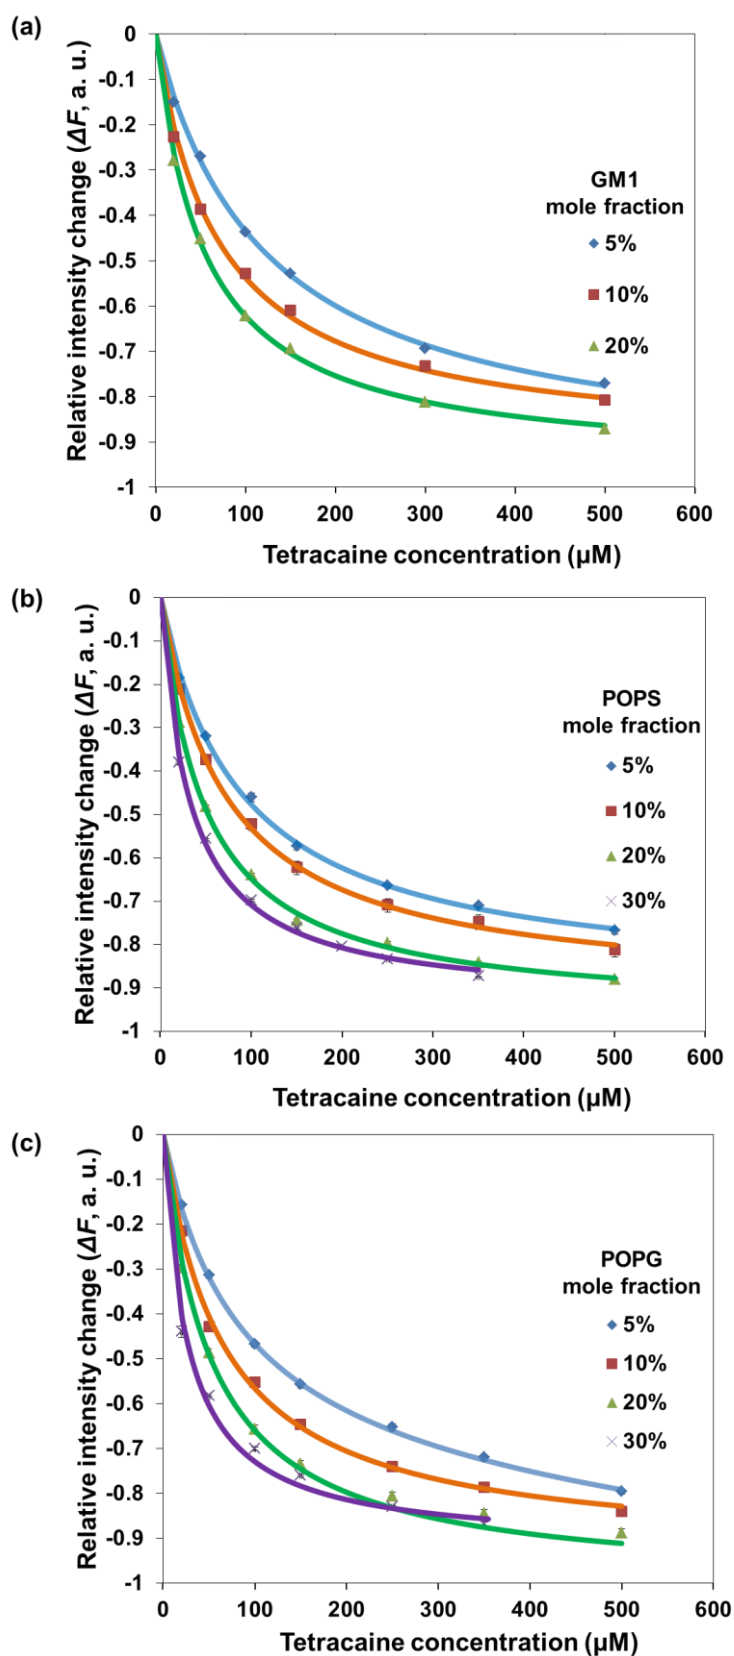 (a)
0
-0.1
-0.2
-0.3
-0.4
-0.5
-0.6
-0.7
-0.8
-0.9
-1
Relative intensity change (ΔF, a. u.)
GM1
mole fraction
5%
10%
20%
0 100 200 300 400 500 600
Tetracaine concentration (µM)
(b)
0
-0.1
-0.2
-0.3
-0.4
-0.5
-0.6
-0.7
-0.8
-0.9
-1
Relative intensity change (ΔF, a. u.)
POPS
mole fraction
5%
10%
20%
30%
0 100 200 300 400 500 600
Tetracaine concentration (µM)
(c)
0
-0.1
-0.2
-0.3
-0.4
-0.5
-0.6
-0.7
-0.8
-0.9
-1
Relative intensity change (ΔF, a. u.)
POPG
mole fraction
5%
10%
20%
30%
0 100 200 300 400 500 600
Tetracaine concentration (µM)